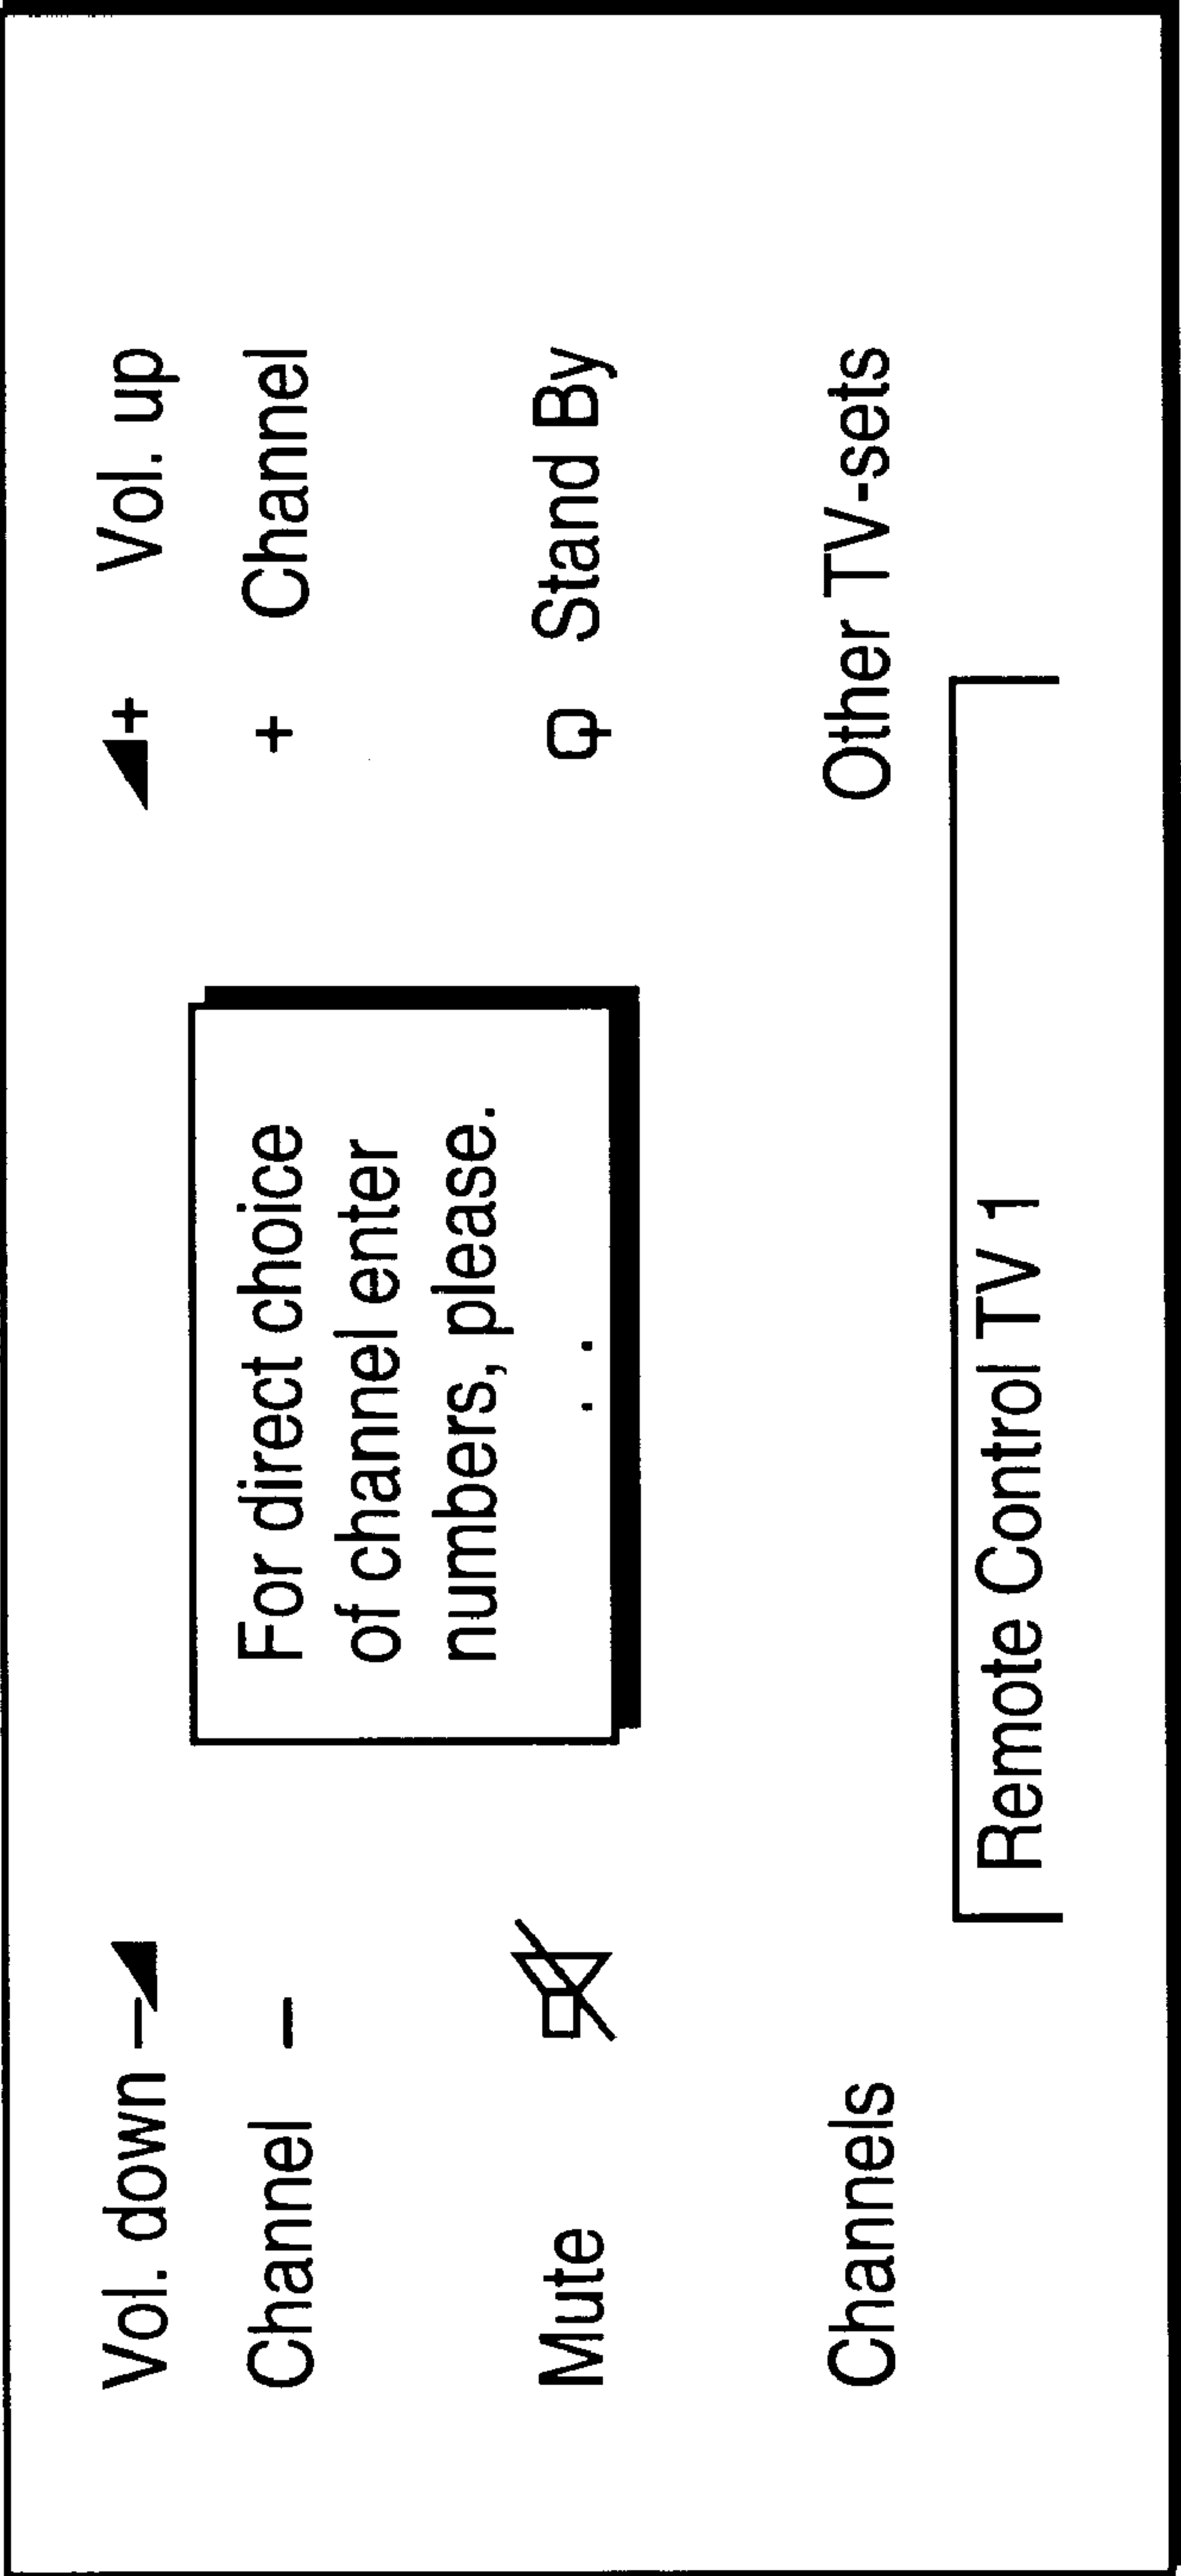 Vol. down – + Vol. up
Channel – + Channel
For direct choice
of channel enter
numbers, please.
. .
Mute Stand By
Channels Other TV-sets
Remote Control TV 1